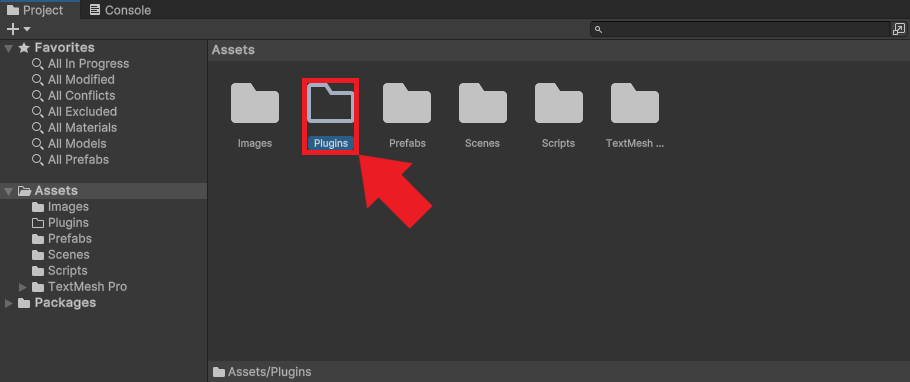 Project
Console
Favorites
All In Progress
All Modified
All Conflicts
All Excluded
All Materials
All Models
All Prefabs
Assets
Images
Plugins
Prefabs
Scenes
Scripts
TextMesh Pro
Packages
Assets
Images
Plugins
Prefabs
Scenes
Scripts
TextMesh ...
Assets/Plugins